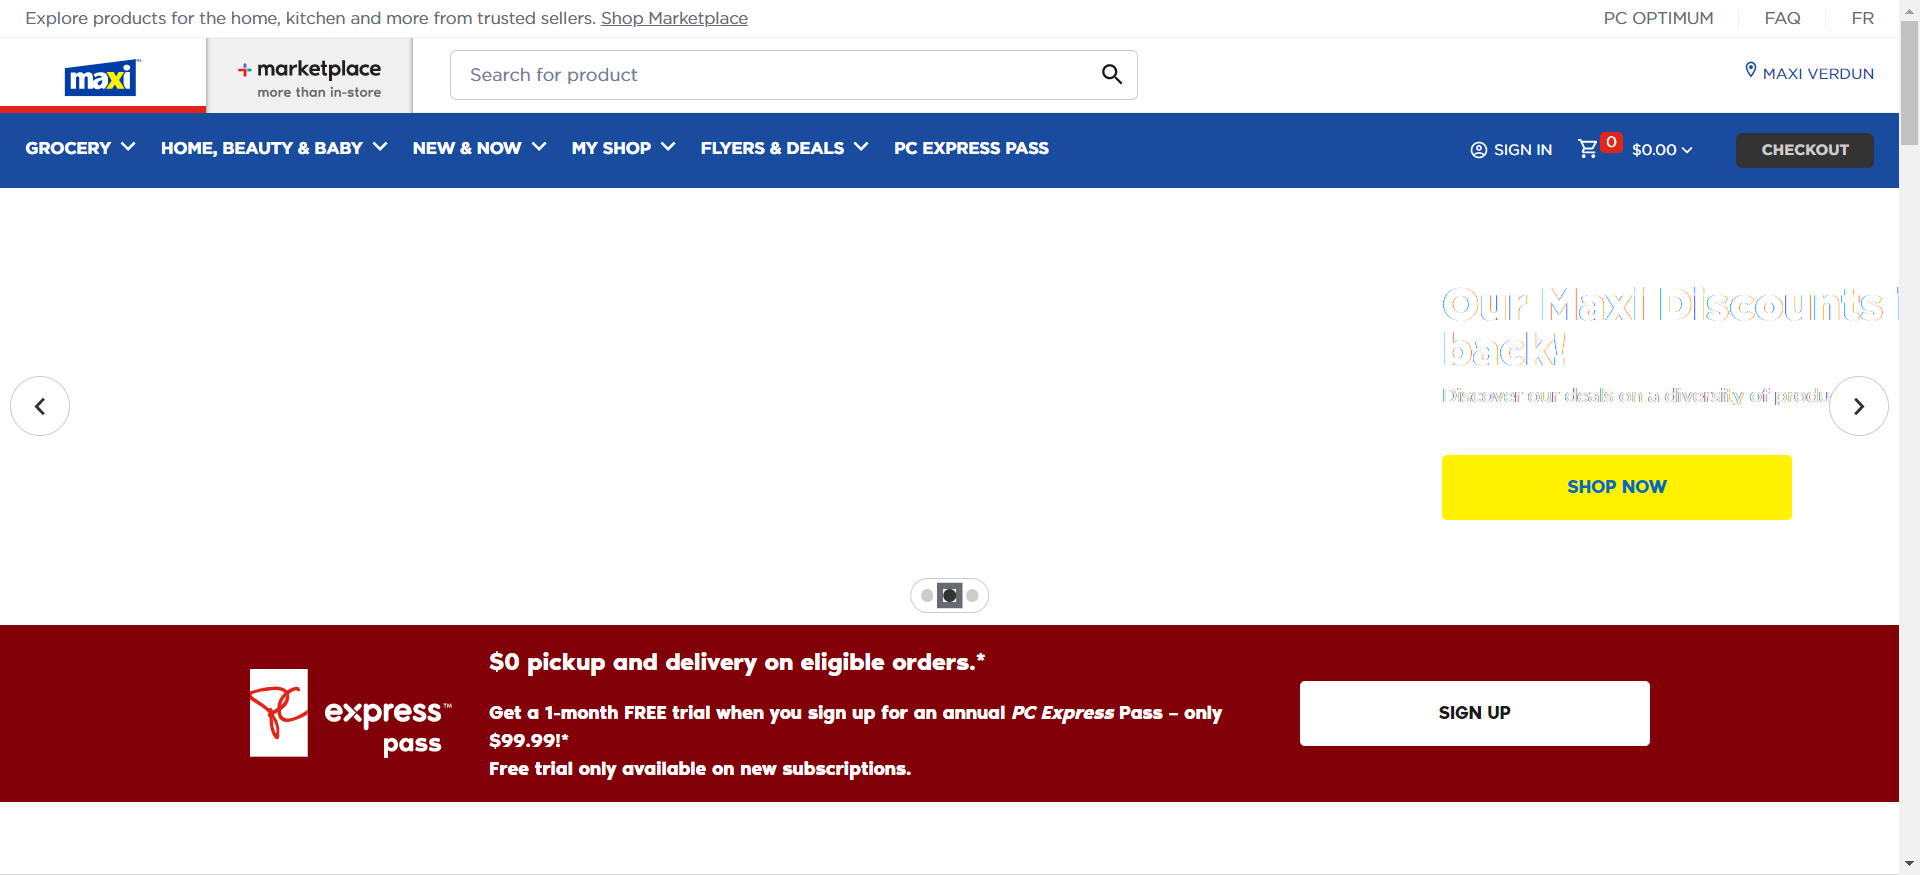 Explore products for the home, kitchen and more from trusted sellers. Shop Marketplace
PC OPTIMUM
FAQ
FR
maxi
marketplace
more than in-store
Search for product
MAXI VERDUN
GROCERY
HOME, BEAUTY & BABY
NEW & NOW
MY SHOP
FLYERS & DEALS
PC EXPRESS PASS
SIGN IN
0
$0.00
CHECKOUT
Our Maxi Discounts
back!
Discover our deals on a diversity of
SHOP NOW
PC
express™
pass
$0 pickup and delivery on eligible orders.*
Get a 1-month FREE trial when you sign up for an annual PC Express Pass – only
$99.99!*
Free trial only available on new subscriptions.
SIGN UP